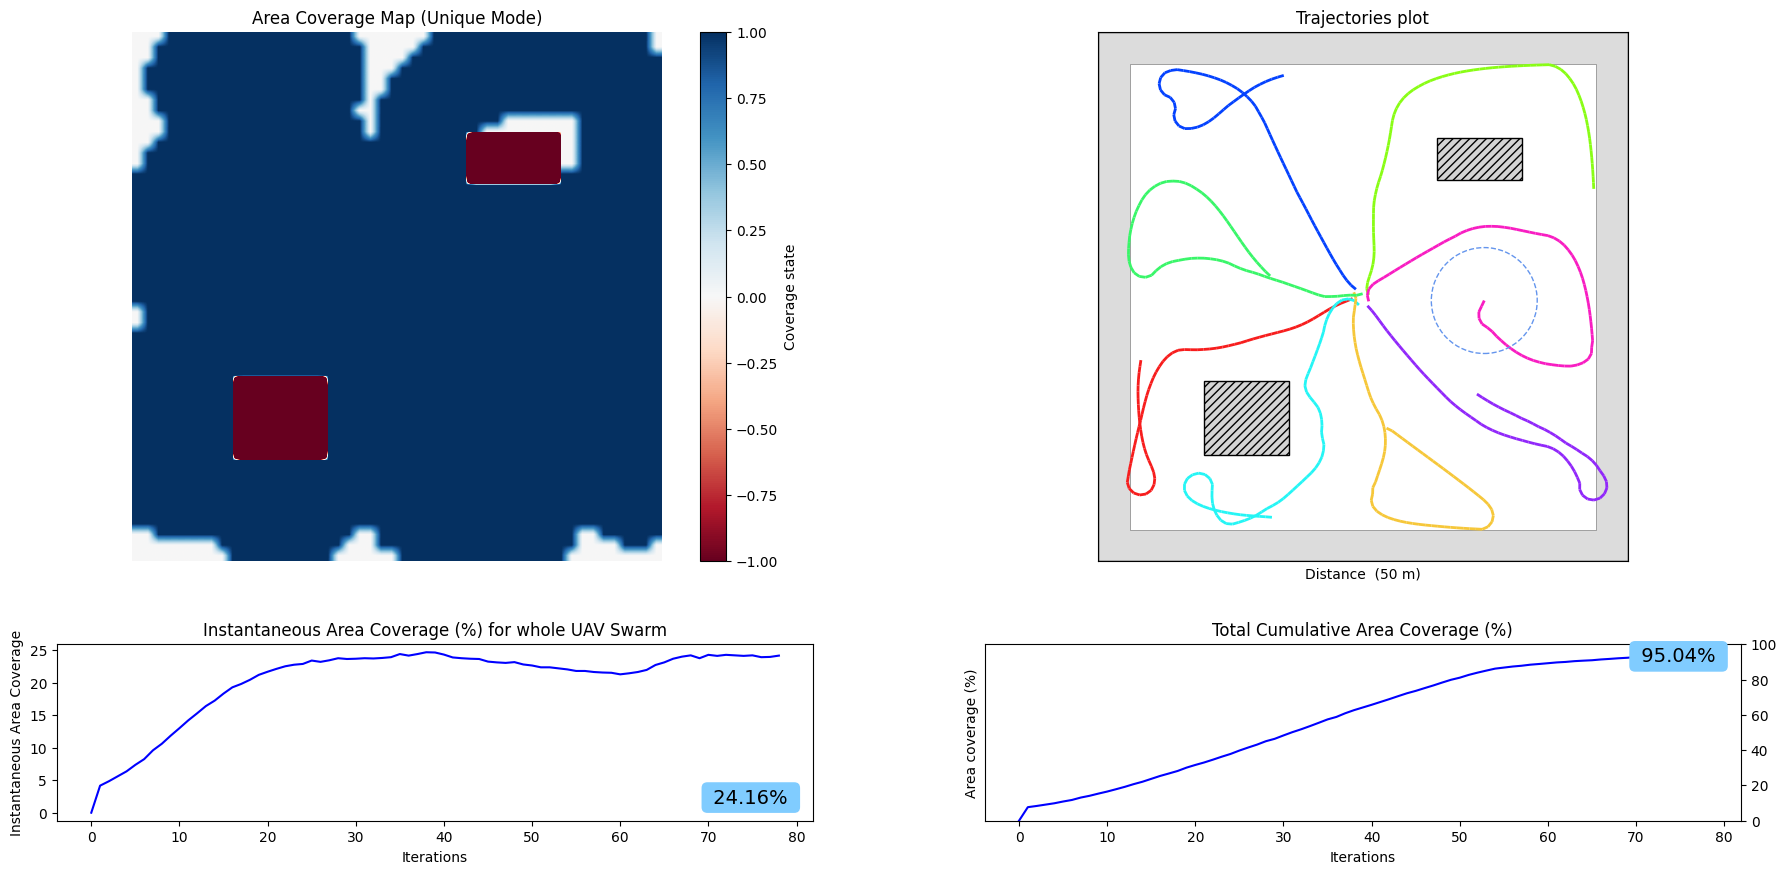 Area Coverage Map (Unique Mode)
1.00
0.75
0.50
0.25
0.00
−0.25
−0.50
−0.75
−1.00
Coverage state
Trajectories plot
Distance  (50 m)
Instantaneous Area Coverage (%) for whole UAV Swarm
Instantaneous Area Coverage
25
20
15
10
5
0
24.16%
0 10 20 30 40 50 60 70 80
Iterations
Total Cumulative Area Coverage (%)
Area coverage (%)
95.04%
100
80
60
40
20
0
0 10 20 30 40 50 60 70 80
Iterations